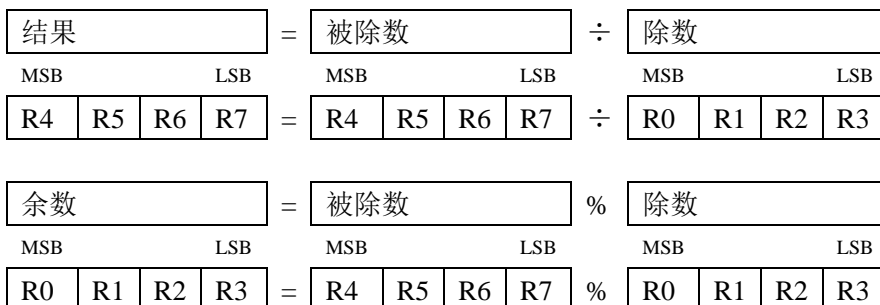 结果 = 被除数 ÷ 除数
MSB LSB MSB LSB MSB LSB
R4 R5 R6 R7 = R4 R5 R6 R7 ÷ R0 R1 R2 R3
余数 = 被除数 % 除数
MSB LSB MSB LSB MSB LSB
R0 R1 R2 R3 = R4 R5 R6 R7 % R0 R1 R2 R3